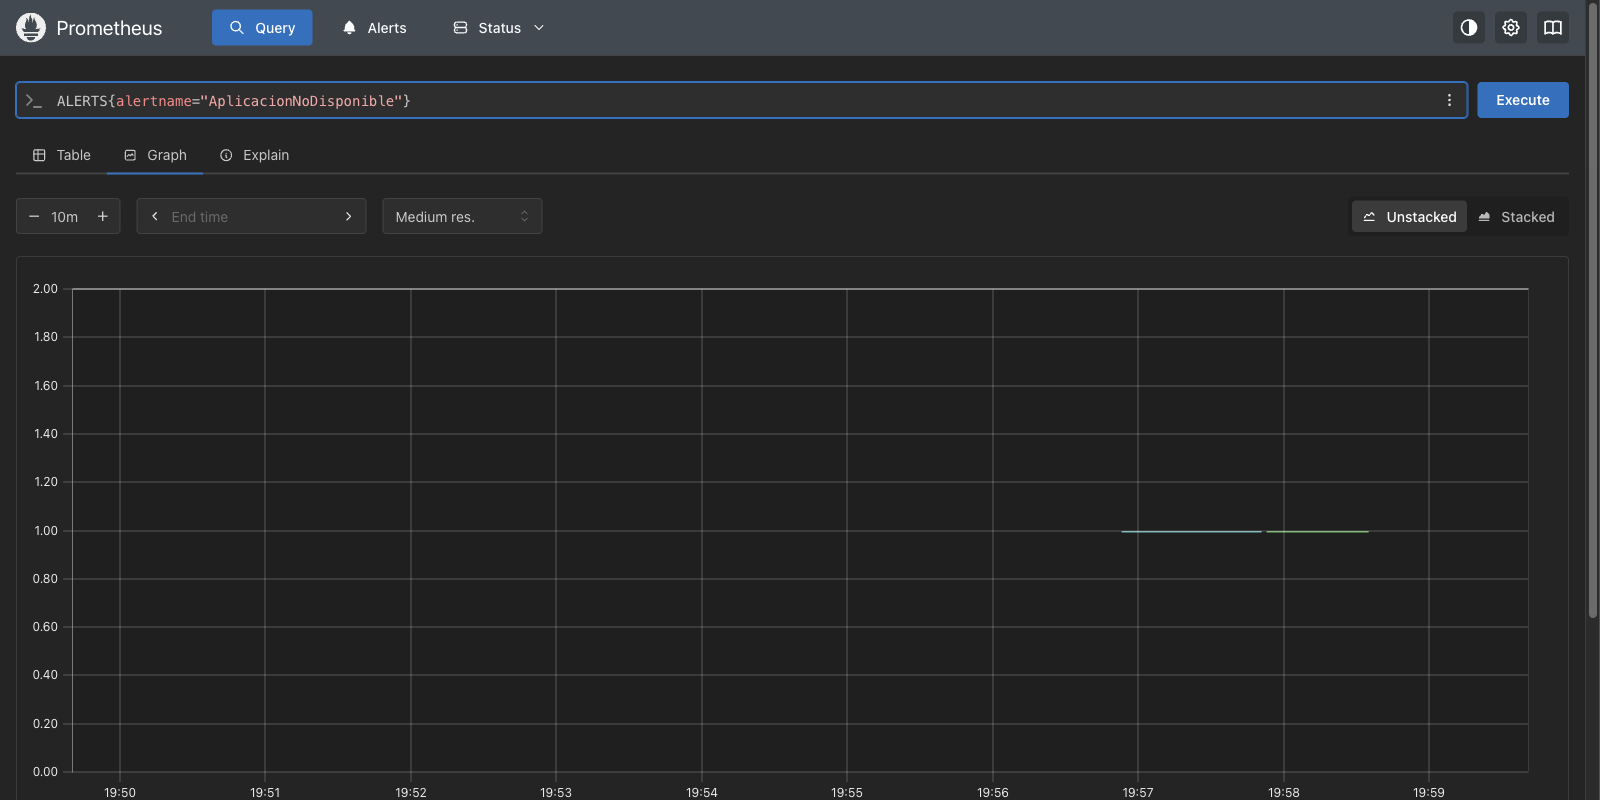 Prometheus Query Alerts Status
>_ ALERTS{alertname="AplicacionNoDisponible"} Execute
Table Graph Explain
10m End time Medium res. Unstacked Stacked
2.00
1.80
1.60
1.40
1.20
1.00
0.80
0.60
0.40
0.20
0.00
19:50 19:51 19:52 19:53 19:54 19:55 19:56 19:57 19:58 19:59